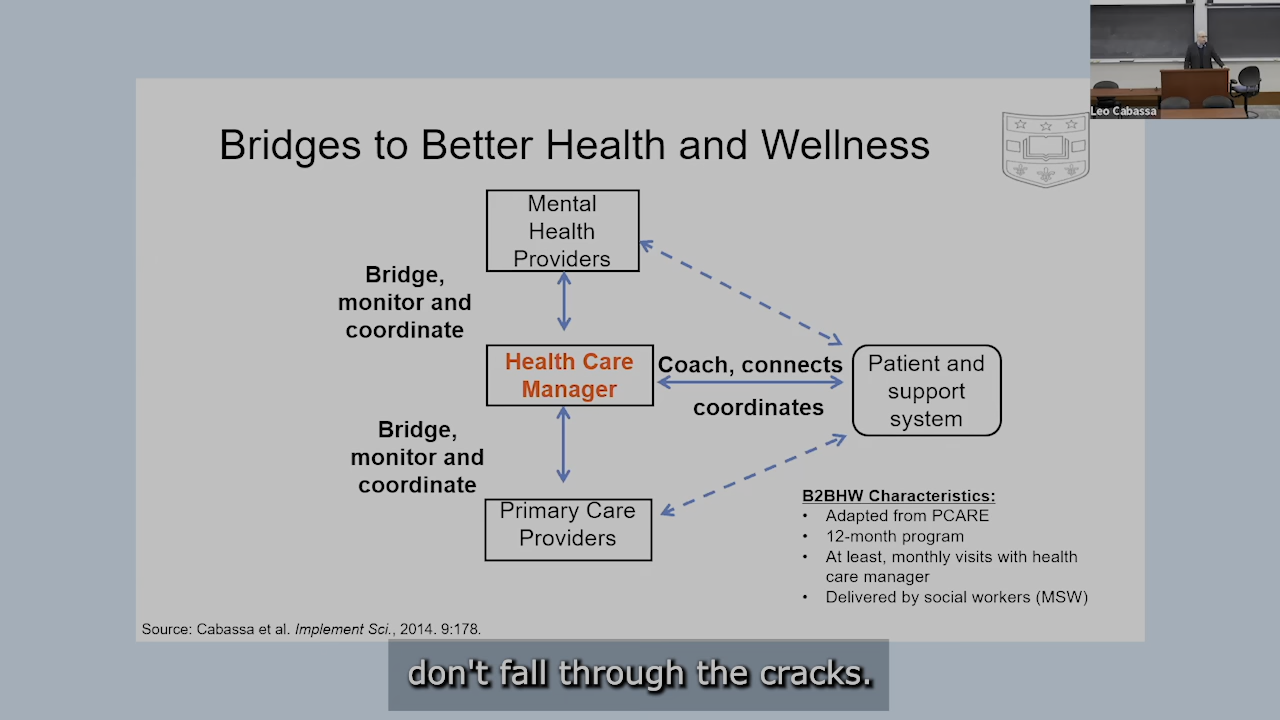 Leo Cabassa
Bridges to Better Health and Wellness
Mental
Health
Providers
Bridge,
monitor and
coordinate
Health Care
Manager
Coach, connects
coordinates
Patient and
support
system
Bridge,
monitor and
coordinate
Primary Care
Providers
B2BHW Characteristics:
• Adapted from PCARE
• 12-month program
• At least, monthly visits with health
care manager
• Delivered by social workers (MSW)
Source: Cabassa et al. Implement Sci., 2014. 9:178.
don't fall through the cracks.